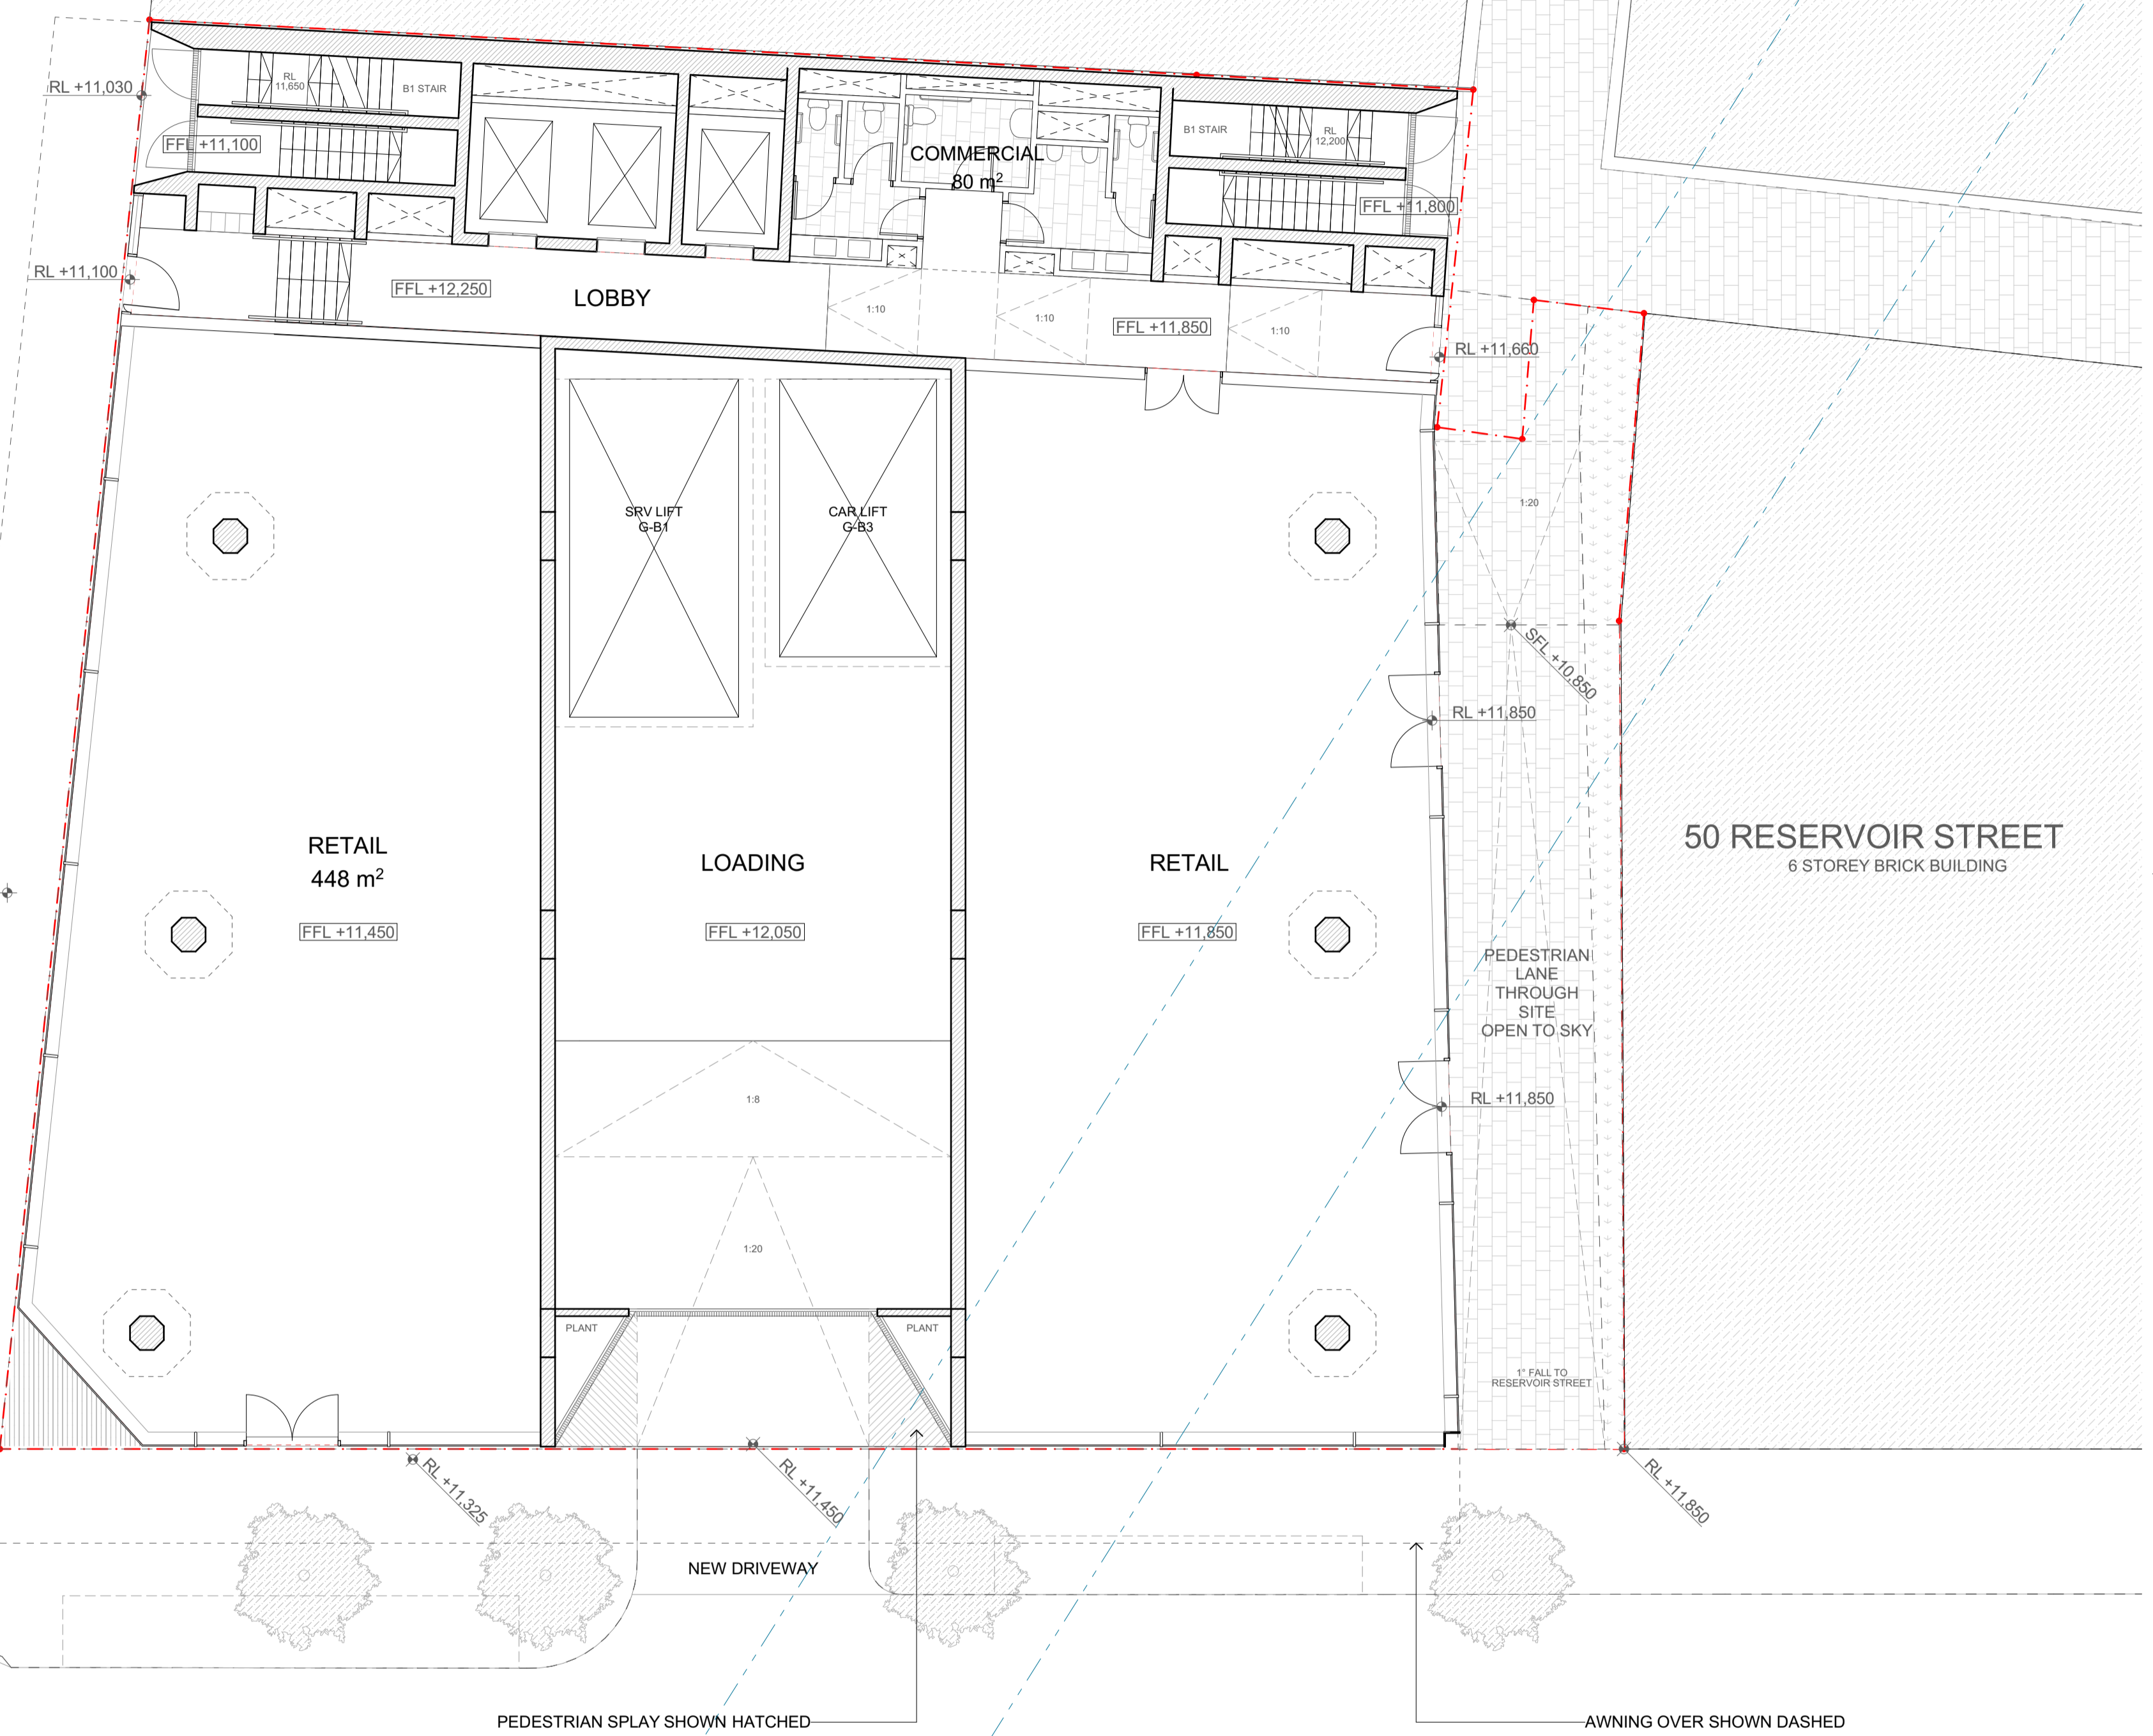 RL +11,030
RL
11,650
B1 STAIR
FFL +11,100
COMMERCIAL
80 m²
B1 STAIR
RL
12,200
FFL +11,800
RL +11,100
FFL +12,250
LOBBY
1:10
1:10
FFL +11,850
1:10
RL +11,660
SRV LIFT
G-B1
CAR LIFT
G-B3
1:20
SFL +10,850
RL +11,850
RETAIL
448 m²
FFL +11,450
LOADING
FFL +12,050
RETAIL
FFL +11,850
50 RESERVOIR STREET
6 STOREY BRICK BUILDING
PEDESTRIAN
LANE
THROUGH
SITE
OPEN TO SKY
1:8
RL +11,850
1:20
PLANT
PLANT
1° FALL TO
RESERVOIR STREET
RL +11,325
RL +11,450
RL +11,850
NEW DRIVEWAY
PEDESTRIAN SPLAY SHOWN HATCHED
AWNING OVER SHOWN DASHED